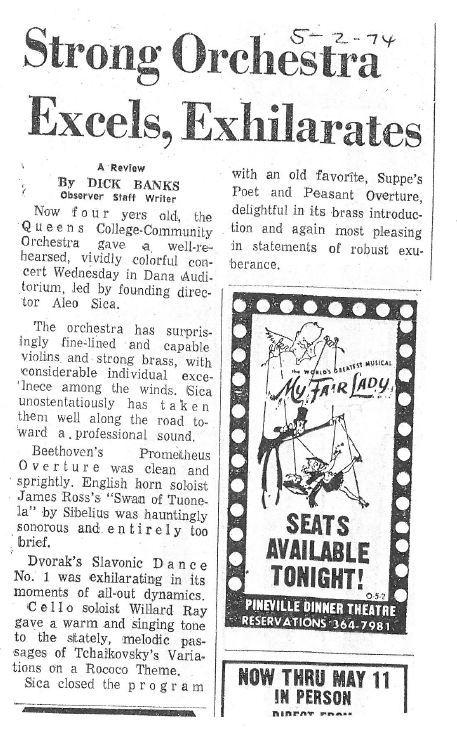 5-2-74
Strong Orchestra
Excels, Exhilarates
A Review
By DICK BANKS
Observer Staff Writer
Now four yers old, the
Queens College-Community
Orchestra gave a well-re-
hearsed, vividly colorful con-
cert Wednesday in Dana Audi-
torium, led by founding direc-
tor Aleo Sica.
The orchestra has surpris-
ingly fine-lined and capable
violins and strong brass, with
considerable individual exce-
lnece among the winds. Sica
unostentatiously has taken
them well along the road to-
ward a professional sound.
Beethoven's Prometheus
Overture was clean and
sprightly. English horn soloist
James Ross's "Swan of Tuone-
la" by Sibelius was hauntingly
sonorous and entirely too
brief.
Dvorak's Slavonic Dance
No. 1 was exhilarating in its
moments of all-out dynamics.
Cello soloist Willard Ray
gave a warm and singing tone
to the stately, melodic pas-
sages of Tchaikovsky's Varia-
tions on a Rococo Theme.
Sica closed the program
with an old favorite, Suppe's
Poet and Peasant Overture,
delightful in its brass introduc-
tion and again most pleasing
in statements of robust exu-
berance.
the WORLD'S GREATEST MUSICAL
MY FAIR LADY
SEATS
AVAILABLE
TONIGHT!
O-5-2
PINEVILLE DINNER THEATRE
RESERVATIONS 364-7981
NOW THRU MAY 11
IN PERSON
DIRECT FROM